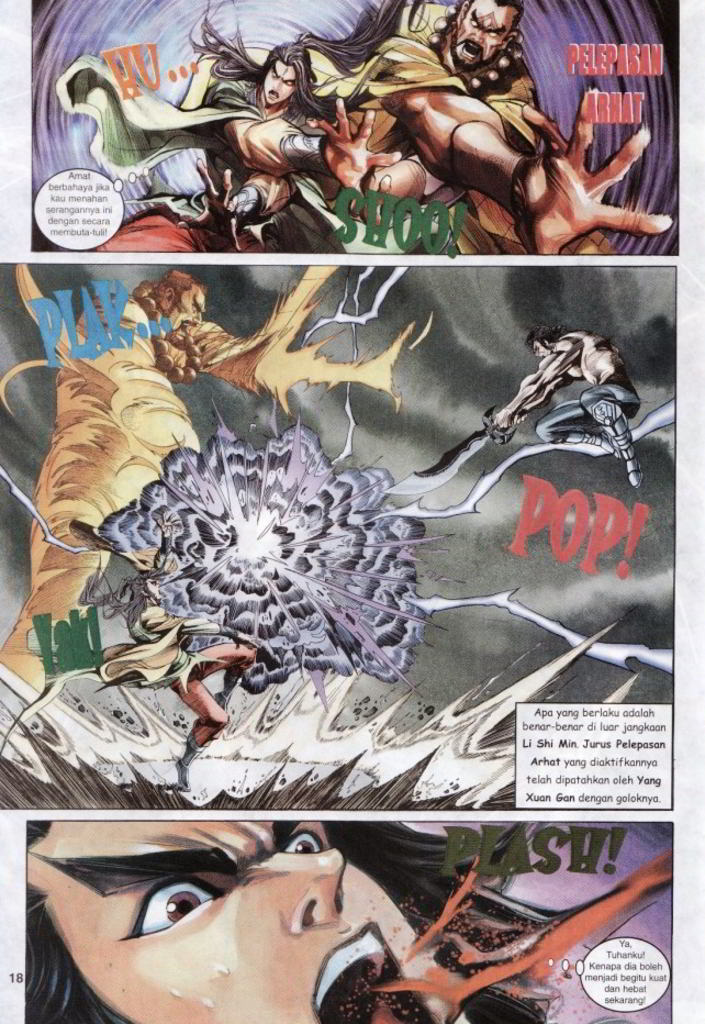 HU...
PELEPASAN
ARHAT
Amat
berbahaya jika
kau menahan
serangannya ini
dengan secara
membuta-tuli!
SHOO!
PLAK...
POP!
YAK!
Apa yang berlaku adalah
benar-benar di luar jangkaan
Li Shi Min. Jurus Pelepasan
Arhat yang diaktifkannya
telah dipatahkan oleh Yang
Xuan Gan dengan goloknya.
PLASH!
Ya,
Tuhanku!
Kenapa dia boleh
menjadi begitu kuat
dan hebat
sekarang!
18